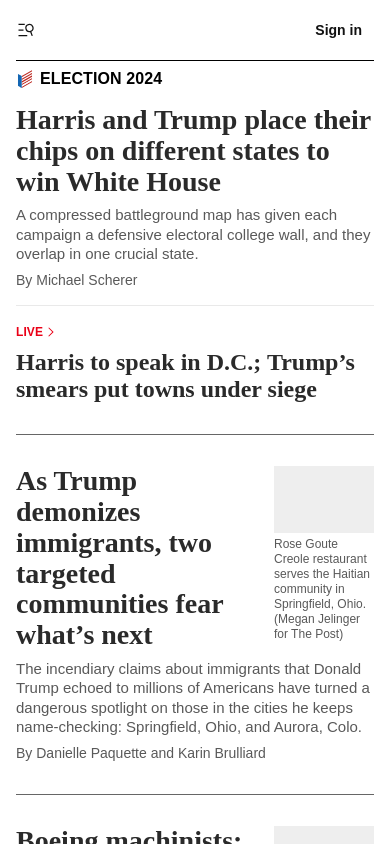 Sign in
ELECTION 2024
Harris and Trump place their
chips on different states to
win White House
A compressed battleground map has given each
campaign a defensive electoral college wall, and they
overlap in one crucial state.
By Michael Scherer
LIVE
Harris to speak in D.C.; Trump’s
smears put towns under siege
As Trump
demonizes
immigrants, two
targeted
communities fear
what’s next
Rose Goute
Creole restaurant
serves the Haitian
community in
Springfield, Ohio.
(Megan Jelinger
for The Post)
The incendiary claims about immigrants that Donald
Trump echoed to millions of Americans have turned a
dangerous spotlight on those in the cities he keeps
name-checking: Springfield, Ohio, and Aurora, Colo.
By Danielle Paquette and Karin Brulliard
Boeing machinists: